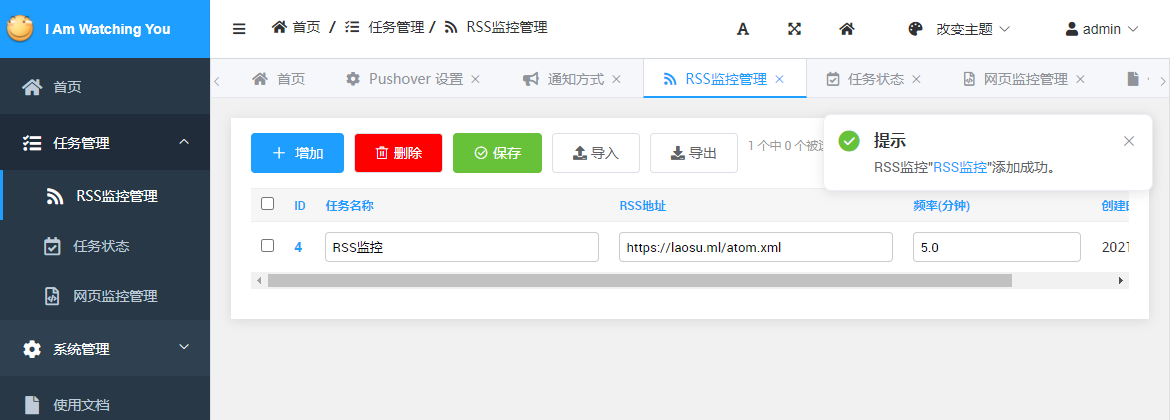 I Am Watching You
首页 / 任务管理 / RSS监控管理
A
改变主题
admin
首页
Pushover 设置
通知方式
RSS监控管理
任务状态
网页监控管理
首页
任务管理
RSS监控管理
任务状态
网页监控管理
系统管理
使用文档
增加
删除
保存
导入
导出
1 个中 0 个被
提示
RSS监控"RSS监控"添加成功。
ID 任务名称 RSS地址 频率(分钟) 创建
4 RSS监控 https://laosu.ml/atom.xml 5.0 2021